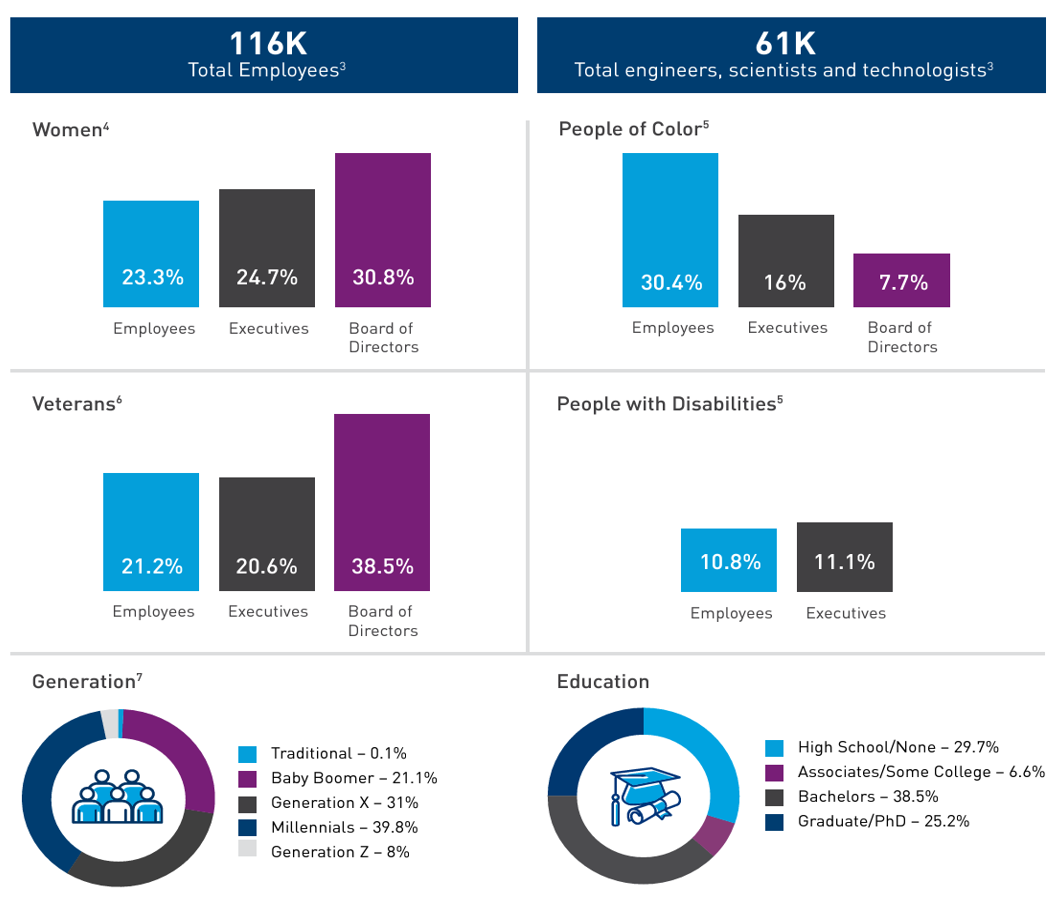 116K
Total Employees³
61K
Total engineers, scientists and technologists³
Women⁴
23.3%
24.7%
30.8%
Employees
Executives
Board of
Directors
People of Color⁵
30.4%
16%
7.7%
Employees
Executives
Board of
Directors
Veterans⁶
21.2%
20.6%
38.5%
Employees
Executives
Board of
Directors
People with Disabilities⁵
10.8%
11.1%
Employees
Executives
Generation⁷
Traditional – 0.1%
Baby Boomer – 21.1%
Generation X – 31%
Millennials – 39.8%
Generation Z – 8%
Education
High School/None – 29.7%
Associates/Some College – 6.6%
Bachelors – 38.5%
Graduate/PhD – 25.2%